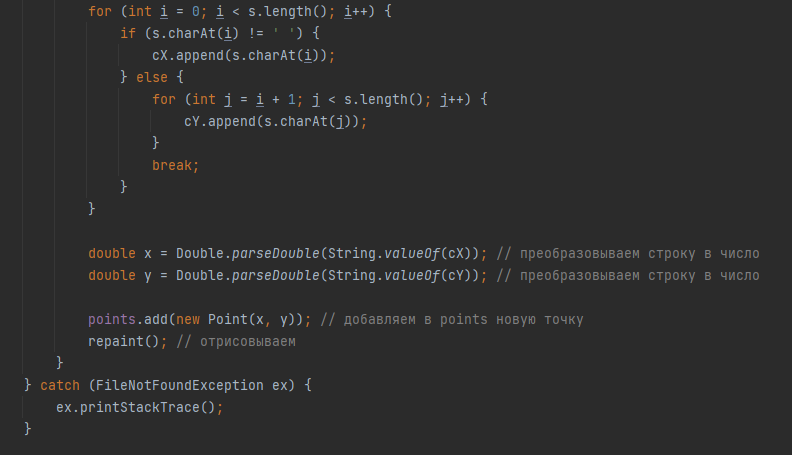 for (int i = 0; i < s.length(); i++) {
if (s.charAt(i) != ' ') {
cX.append(s.charAt(i));
} else {
for (int j = i + 1; j < s.length(); j++) {
cY.append(s.charAt(j));
}
break;
}
}
double x = Double.parseDouble(String.valueOf(cX)); // преобразовываем строку в число
double y = Double.parseDouble(String.valueOf(cY)); // преобразовываем строку в число
points.add(new Point(x, y)); // добавляем в points новую точку
repaint(); // отрисовываем
}
} catch (FileNotFoundException ex) {
ex.printStackTrace();
}